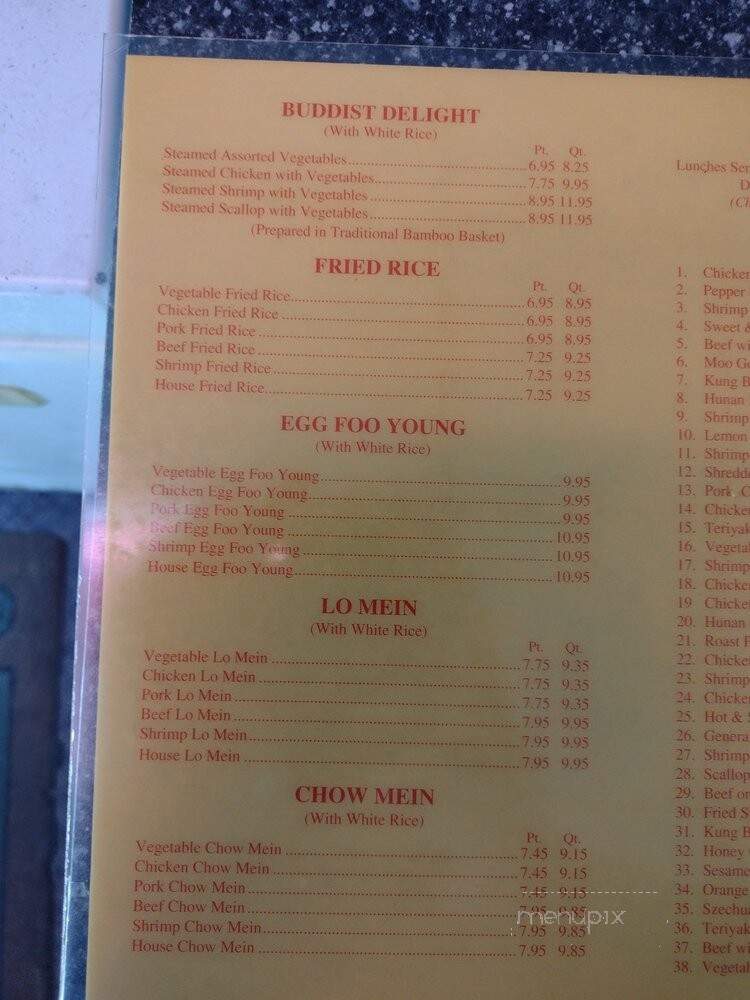 BUDDIST DELIGHT
(With White Rice)
Pt. Qt.
Steamed Assorted Vegetables 6.95 8.25
Steamed Chicken with Vegetables 7.75 9.95
Steamed Shrimp with Vegetables 8.95 11.95
Steamed Scallop with Vegetables 8.95 11.95
(Prepared in Traditional Bamboo Basket)
FRIED RICE
Pt. Qt.
Vegetable Fried Rice 6.95 8.95
Chicken Fried Rice 6.95 8.95
Pork Fried Rice 6.95 8.95
Beef Fried Rice 7.25 9.25
Shrimp Fried Rice 7.25 9.25
House Fried Rice 7.25 9.25
EGG FOO YOUNG
(With White Rice)
Vegetable Egg Foo Young 9.95
Chicken Egg Foo Young 9.95
Pork Egg Foo Young 9.95
Beef Egg Foo Young 10.95
Shrimp Egg Foo Young 10.95
House Egg Foo Young 10.95
LO MEIN
(With White Rice)
Pt. Qt.
Vegetable Lo Mein 7.75 9.35
Chicken Lo Mein 7.75 9.35
Pork Lo Mein 7.75 9.35
Beef Lo Mein 7.95 9.95
Shrimp Lo Mein 7.95 9.95
House Lo Mein 7.95 9.95
CHOW MEIN
(With White Rice)
Pt. Qt.
Vegetable Chow Mein 7.45 9.15
Chicken Chow Mein 7.45 9.15
Pork Chow Mein 7.45 9.15
Beef Chow Mein 7.95 9.85
Shrimp Chow Mein 7.95 9.85
House Chow Mein 7.95 9.85
menupix
Lunches
1. Chicken
2. Pepper
3. Shrimp
4. Sweet
5. Beef
6. Moo
7. Kung
8. Hunan
9. Shrimp
10. Lemon
11. Shrimp
12.
13. Pork
14.
15.
16.
17. Shrimp
18.
19
20. Hunan
21. Roast
22.
23. Shrimp
24.
25. Hot &
26.
27. Shrimp
28. Scallop
29. Beef
30. Fried
31. Kung
32. Honey
33. Sesame
34. Orange
35.
36.
37. Beef
38.